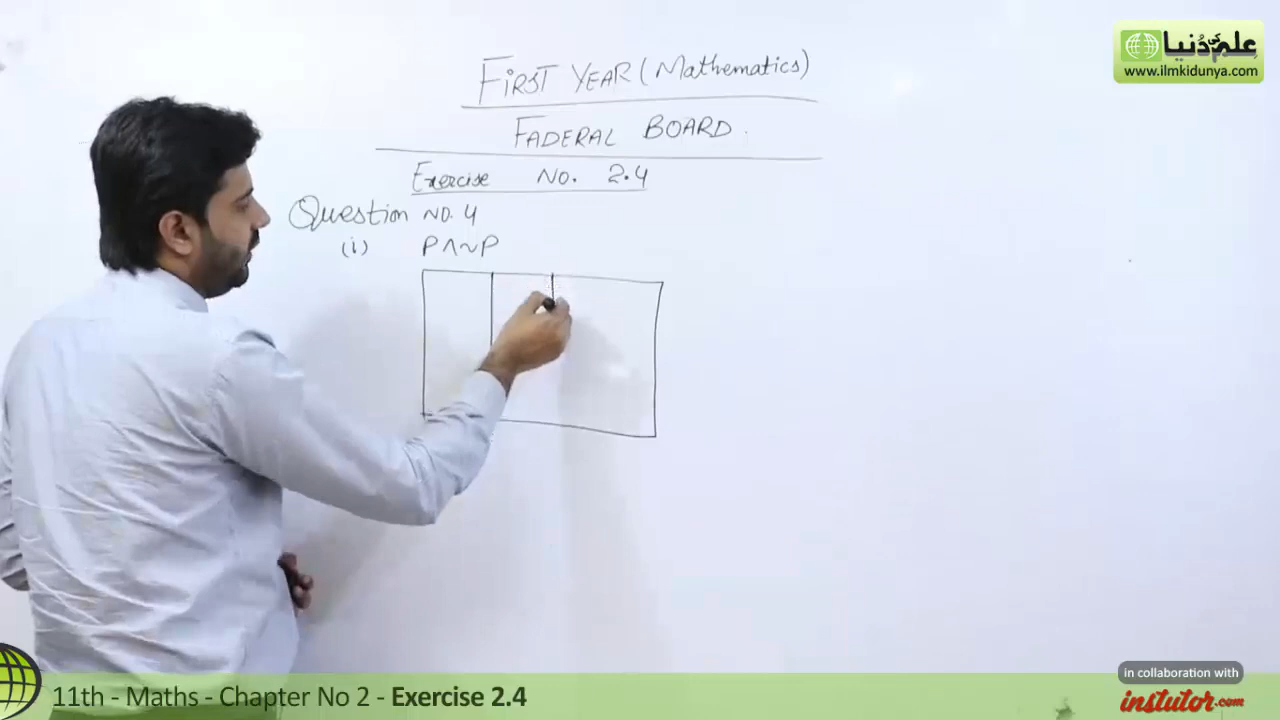 علم کی دنیا
www.ilmkidunya.com
FIRST YEAR (Mathematics)
FADERAL BOARD.
Exercise No. 2.4
Question NO. 4
(i) P∧~P
in collaboration with
instutor.com
11th - Maths - Chapter No 2 - Exercise 2.4